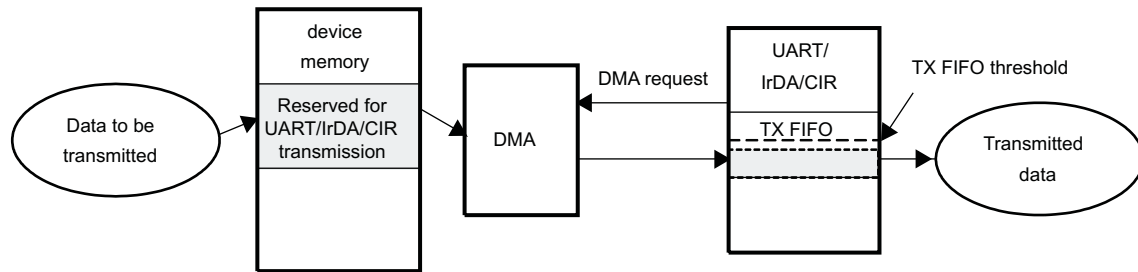 Data to be
transmitted
device
memory
Reserved for
UART/IrDA/CIR
transmission
DMA
DMA request
UART/
IrDA/CIR
TX FIFO
TX FIFO threshold
Transmitted
data